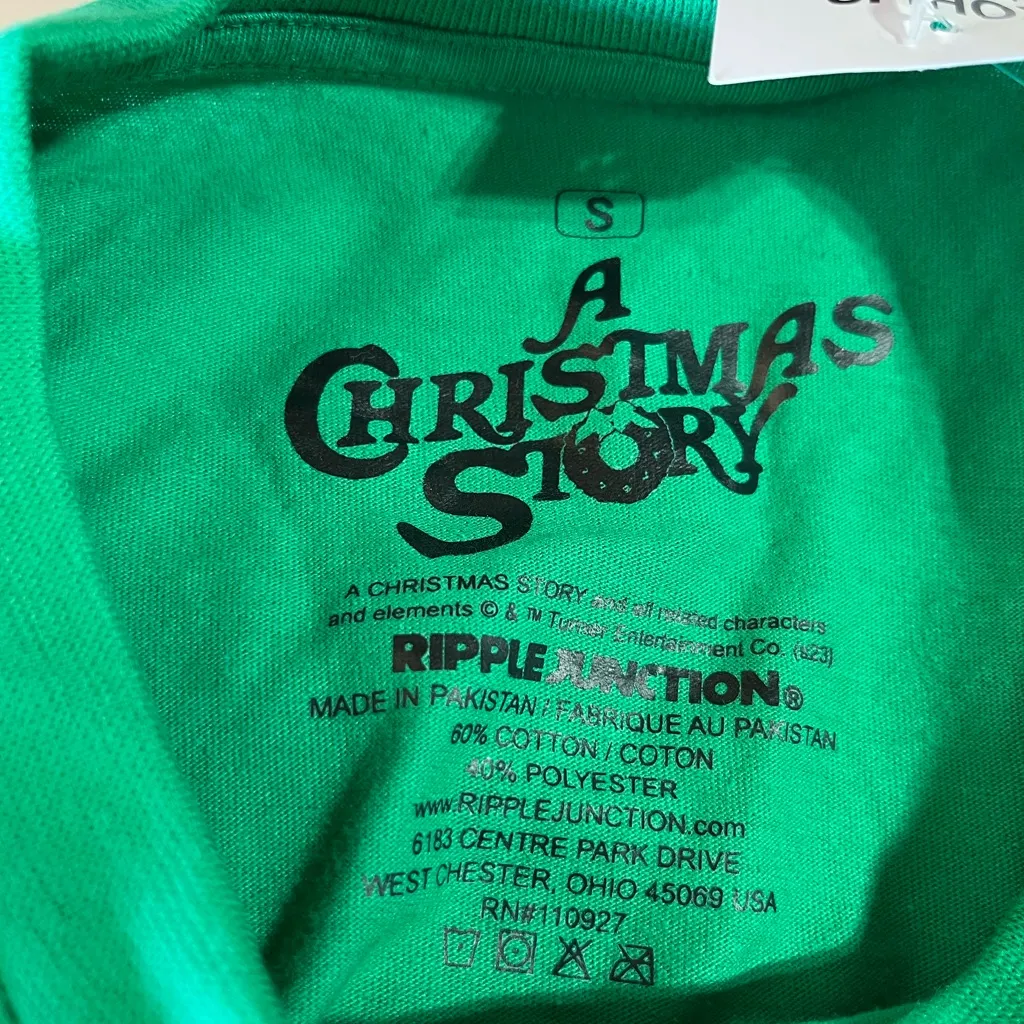 S
A
CHRISTMAS
STORY
A CHRISTMAS STORY and all related characters
and elements © & ™ Turner Entertainment Co. (s23)
RIPPLE JUNCTION®
MADE IN PAKISTAN / FABRIQUE AU PAKISTAN
60% COTTON / COTON
40% POLYESTER
www.RIPPLEJUNCTION.com
6183 CENTRE PARK DRIVE
WEST CHESTER, OHIO 45069 USA
RN#110927